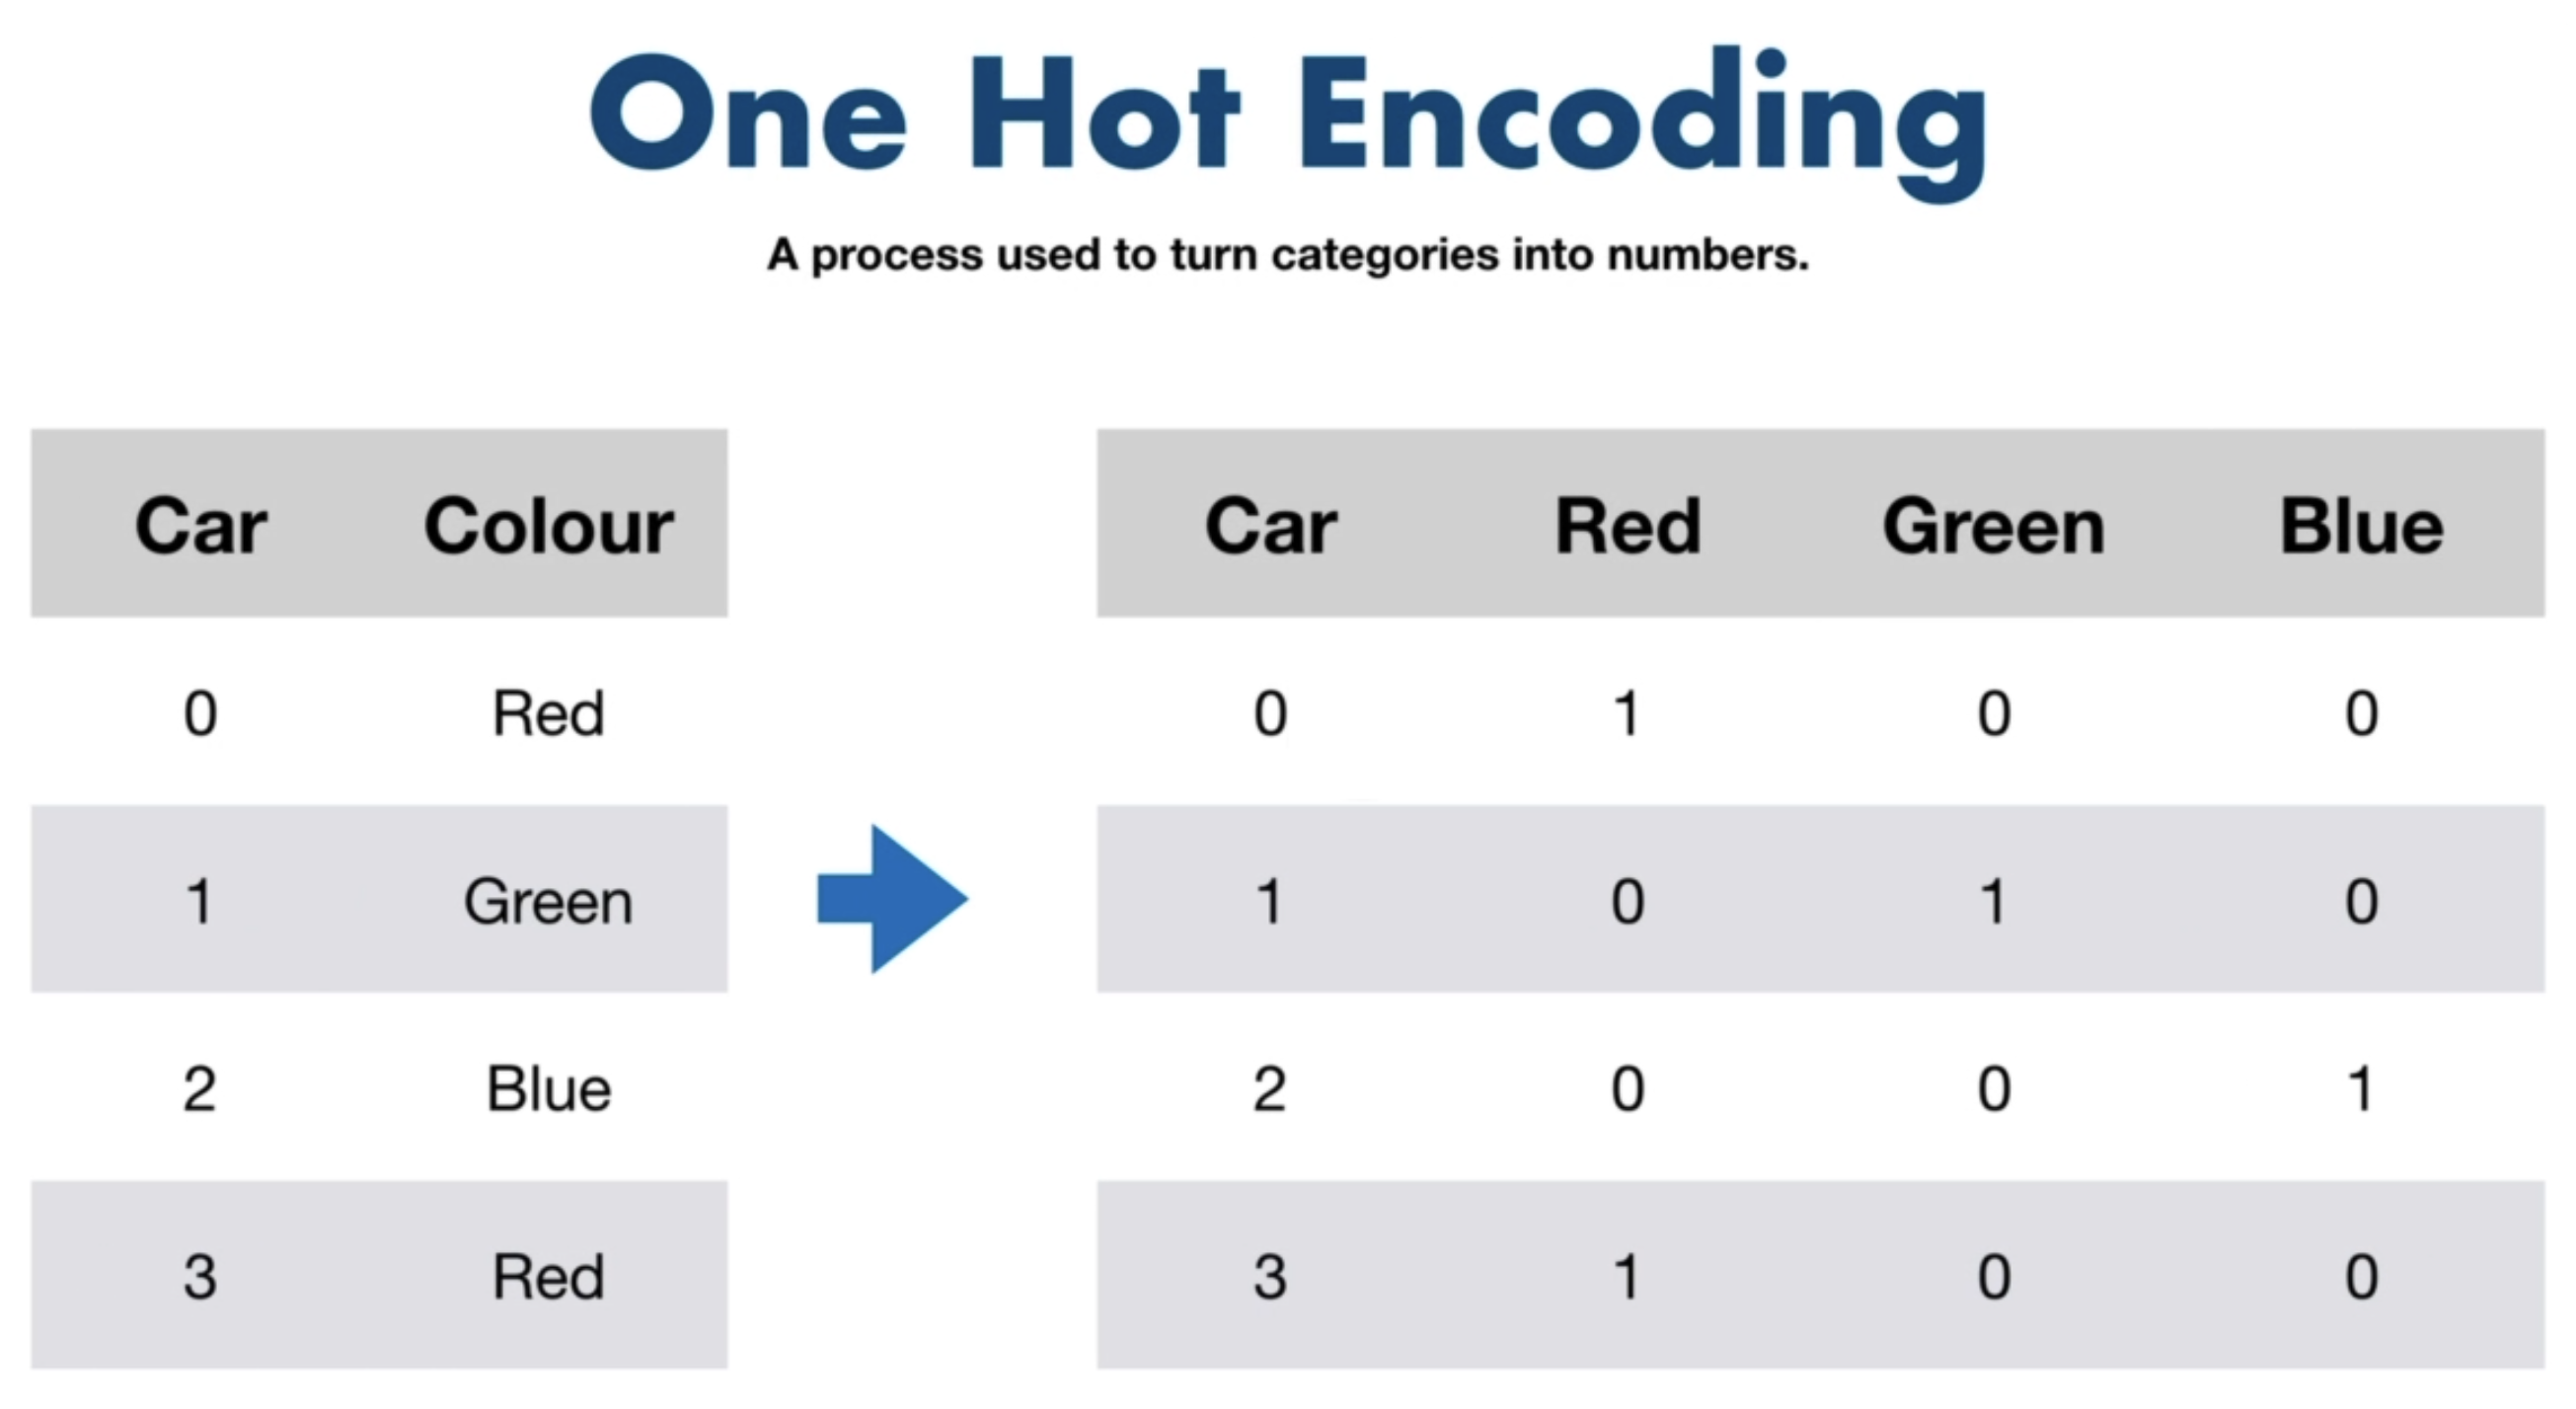 One Hot Encoding
A process used to turn categories into numbers.
Car Colour
0 Red
1 Green
2 Blue
3 Red
Car Red Green Blue
0 1 0 0
1 0 1 0
2 0 0 1
3 1 0 0